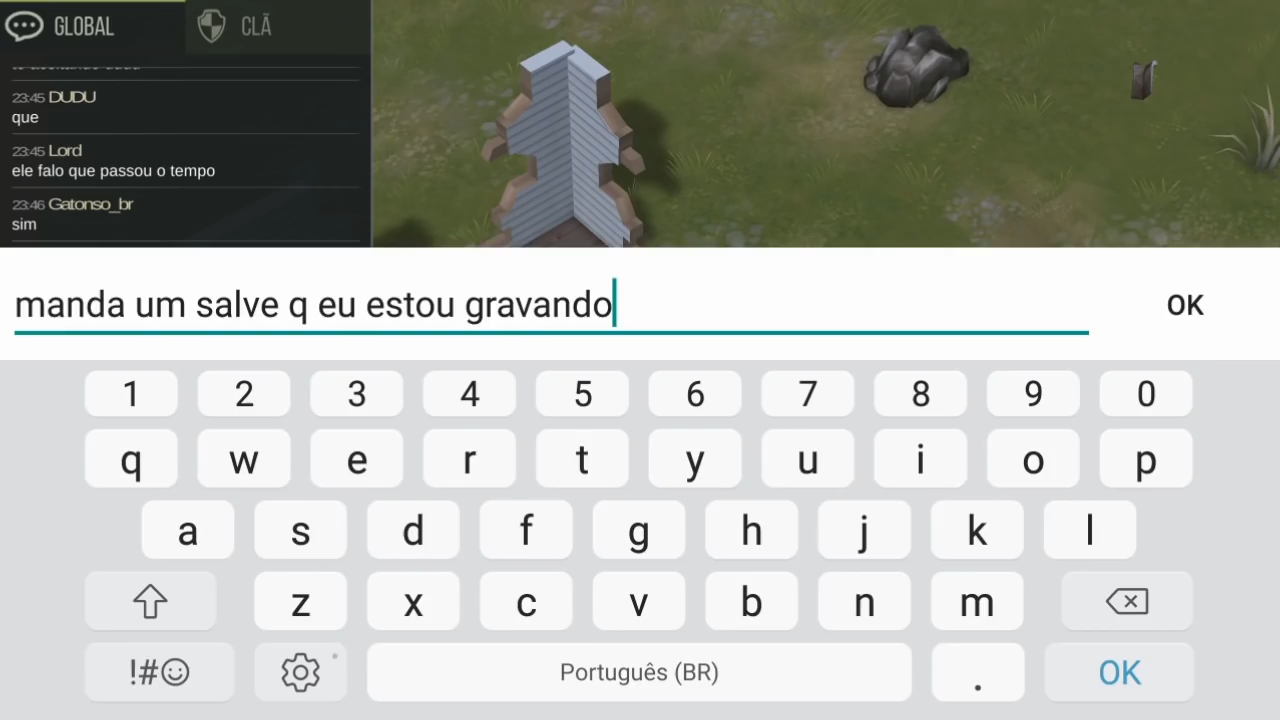 GLOBAL
CLÃ
23:45 DUDU
que
23:45 Lord
ele falo que passou o tempo
23:46 Gatonso_br
sim
manda um salve q eu estou gravando
OK
1 2 3 4 5 6 7 8 9 0
q w e r t y u i o p
a s d f g h j k l
z x c v b n m
!#☺ Português (BR) . OK